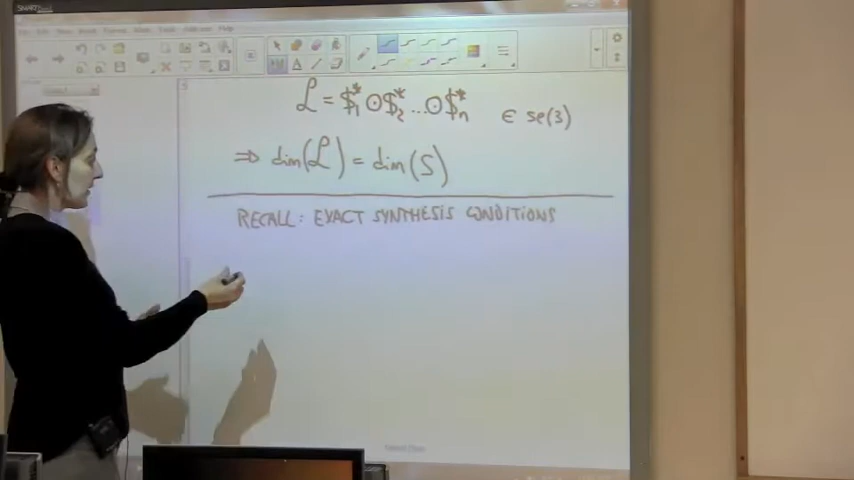 ℒ = $₁* ⊙ $₂* ... ⊙ $ₙ* ∈ se(3)
⇒ dim(ℒ) = dim(S)
RECALL: EXACT SYNTHESIS CONDITIONS